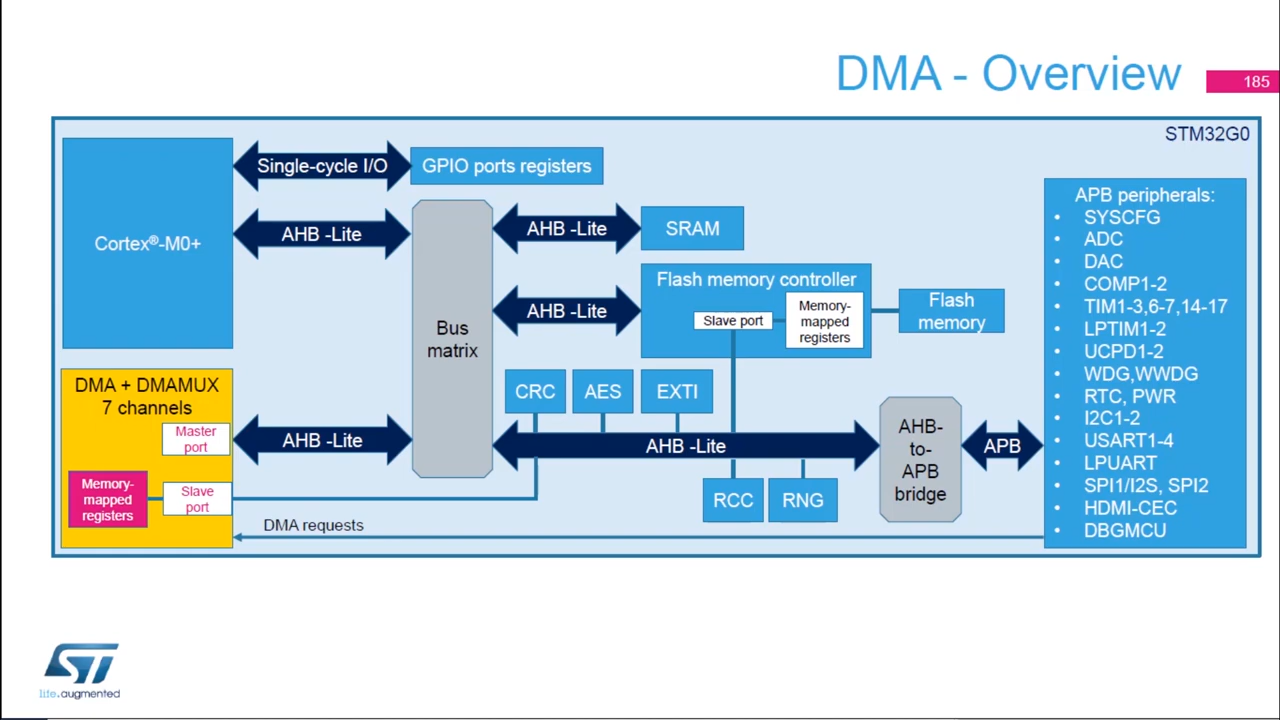 DMA - Overview
185
STM32G0
Cortex®-M0+
Single-cycle I/O
GPIO ports registers
AHB -Lite
Bus
matrix
AHB -Lite
SRAM
AHB -Lite
Flash memory controller
Slave port
Memory-
mapped
registers
Flash
memory
DMA + DMAMUX
7 channels
Master
port
Memory-
mapped
registers
Slave
port
AHB -Lite
CRC
AES
EXTI
AHB -Lite
RCC
RNG
AHB-
to-
APB
bridge
APB
DMA requests
APB peripherals:
• SYSCFG
• ADC
• DAC
• COMP1-2
• TIM1-3,6-7,14-17
• LPTIM1-2
• UCPD1-2
• WDG,WWDG
• RTC, PWR
• I2C1-2
• USART1-4
• LPUART
• SPI1/I2S, SPI2
• HDMI-CEC
• DBGMCU
ST
life.augmented